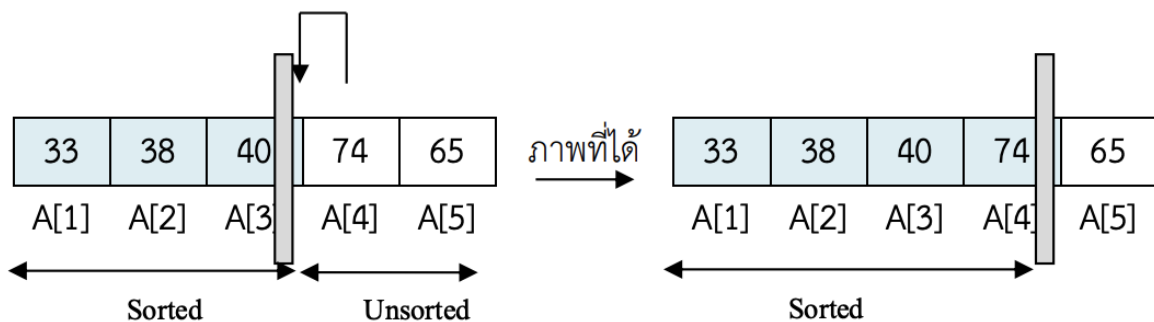 33 38 40 74 65 ภาพที่ได้ 33 38 40 74 65
A[1] A[2] A[3] A[4] A[5] A[1] A[2] A[3] A[4] A[5]
Sorted Unsorted Sorted